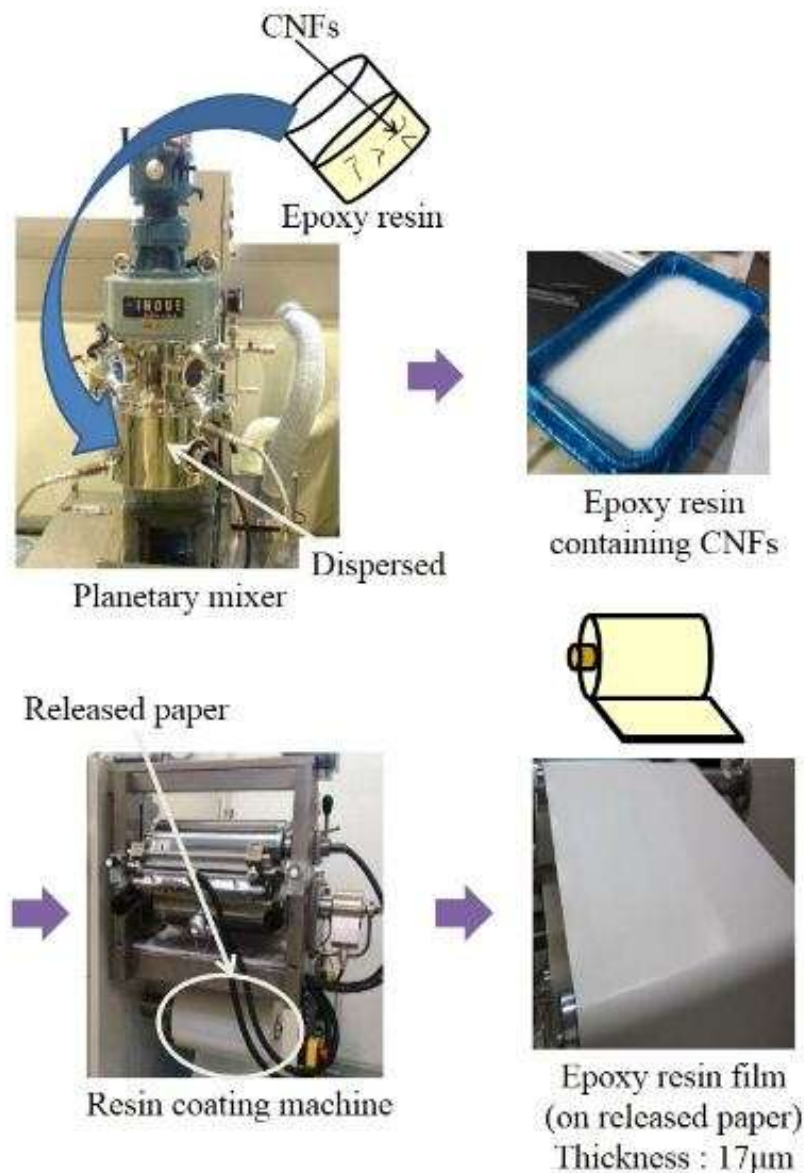 CNFs
Epoxy resin
INOUE
Dispersed
Planetary mixer
Epoxy resin
containing CNFs
Released paper
Resin coating machine
Epoxy resin film
(on released paper)
Thickness : 17μm